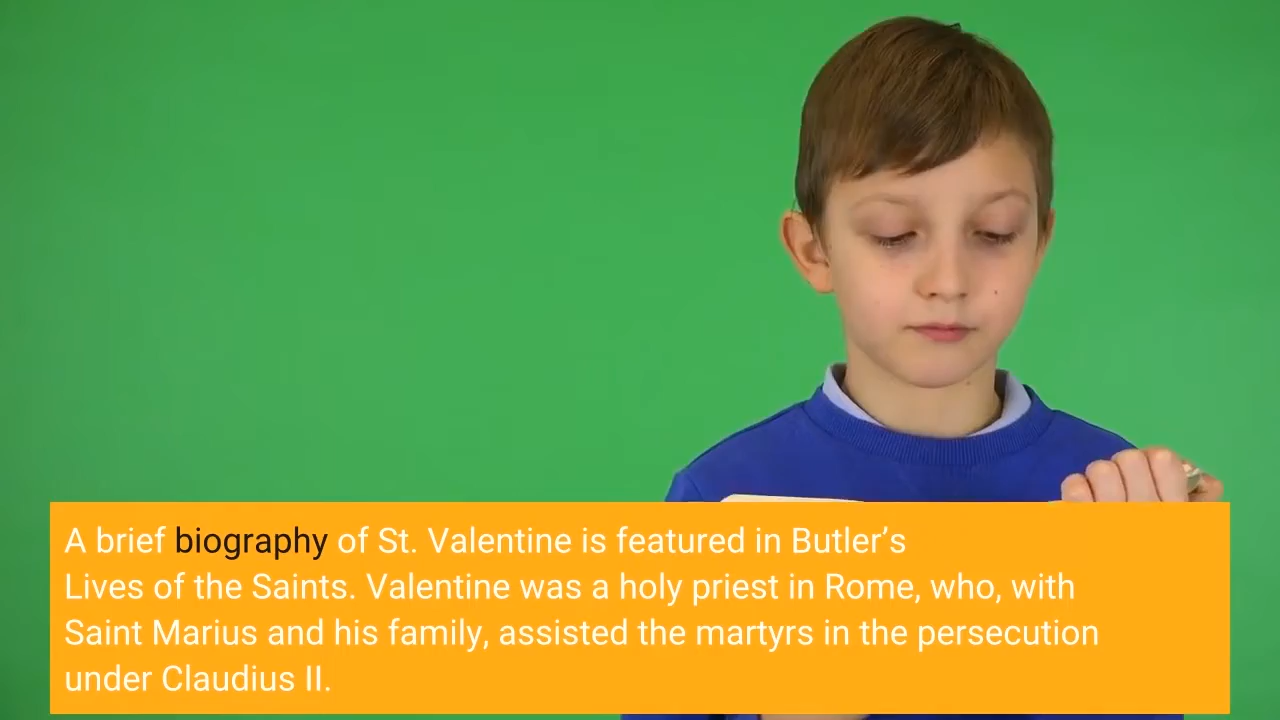 A brief biography of St. Valentine is featured in Butler’s
Lives of the Saints. Valentine was a holy priest in Rome, who, with
Saint Marius and his family, assisted the martyrs in the persecution
under Claudius II.